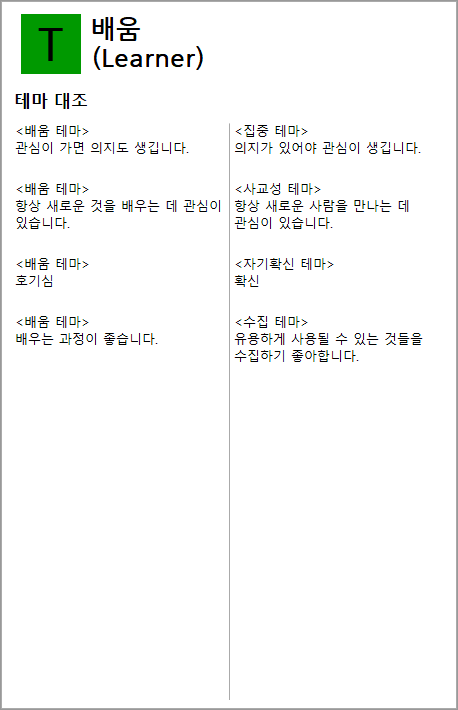 T
배움
(Learner)
테마 대조
<배움 테마>
관심이 가면 의지도 생깁니다.
<집중 테마>
의지가 있어야 관심이 생깁니다.
<배움 테마>
항상 새로운 것을 배우는 데 관심이
있습니다.
<사교성 테마>
항상 새로운 사람을 만나는 데
관심이 있습니다.
<배움 테마>
호기심
<자기확신 테마>
확신
<배움 테마>
배우는 과정이 좋습니다.
<수집 테마>
유용하게 사용될 수 있는 것들을
수집하기 좋아합니다.